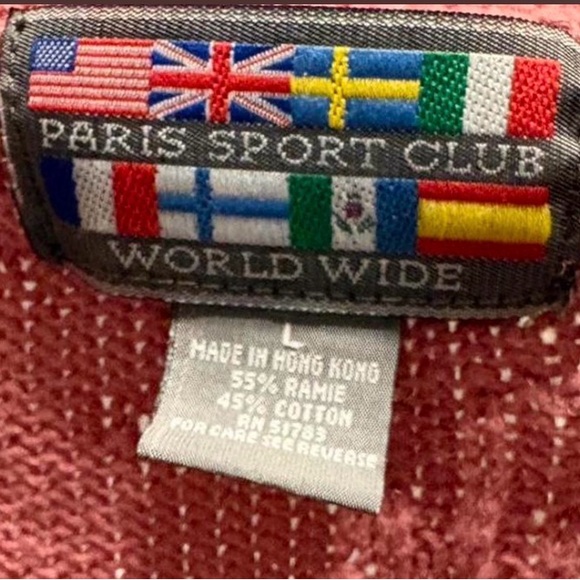 PARIS SPORT CLUB
WORLD WIDE
L
MADE IN HONG KONG
55% RAMIE
45% COTTON
RN 51783
FOR CARE SEE REVERSE